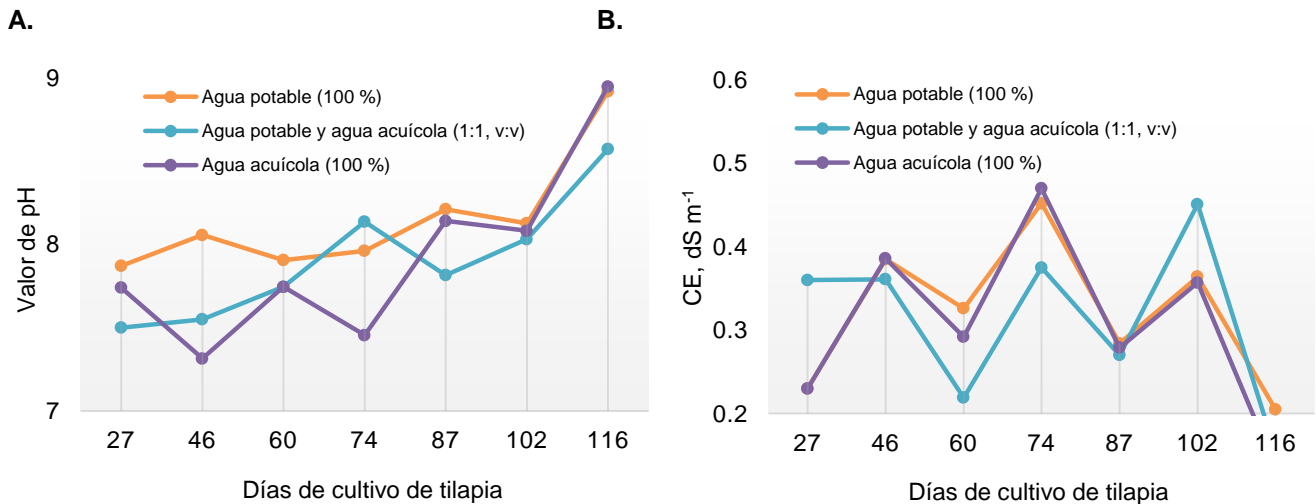 A.
Valor de pH
9
8
7
Agua potable (100 %)
Agua potable y agua acuícola (1:1, v:v)
Agua acuícola (100 %)
27 46 60 74 87 102 116
Días de cultivo de tilapia
B.
CE, dS m⁻¹
0.6
0.5
0.4
0.3
0.2
Agua potable (100 %)
Agua potable y agua acuícola (1:1, v:v)
Agua acuícola (100 %)
27 46 60 74 87 102 116
Días de cultivo de tilapia